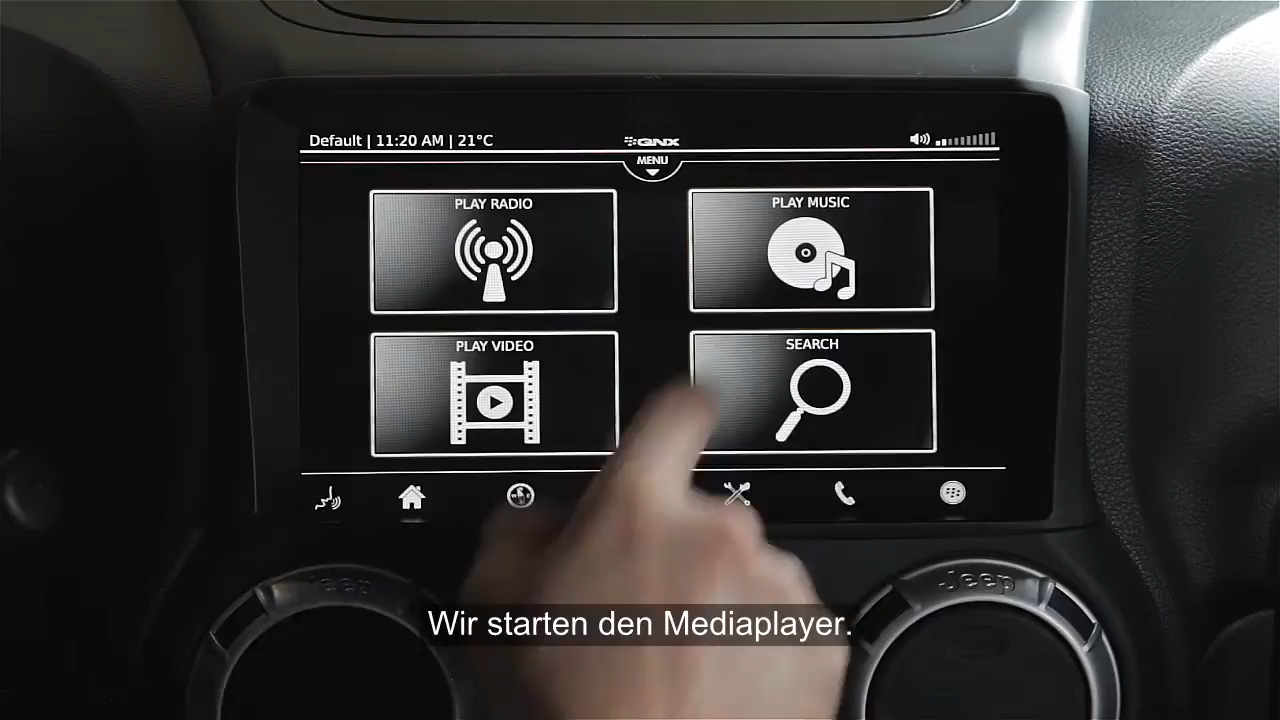 Default | 11:20 AM | 21°C
QNX
MENU
PLAY RADIO
PLAY MUSIC
PLAY VIDEO
SEARCH
Jeep
Jeep
Wir starten den Mediaplayer.